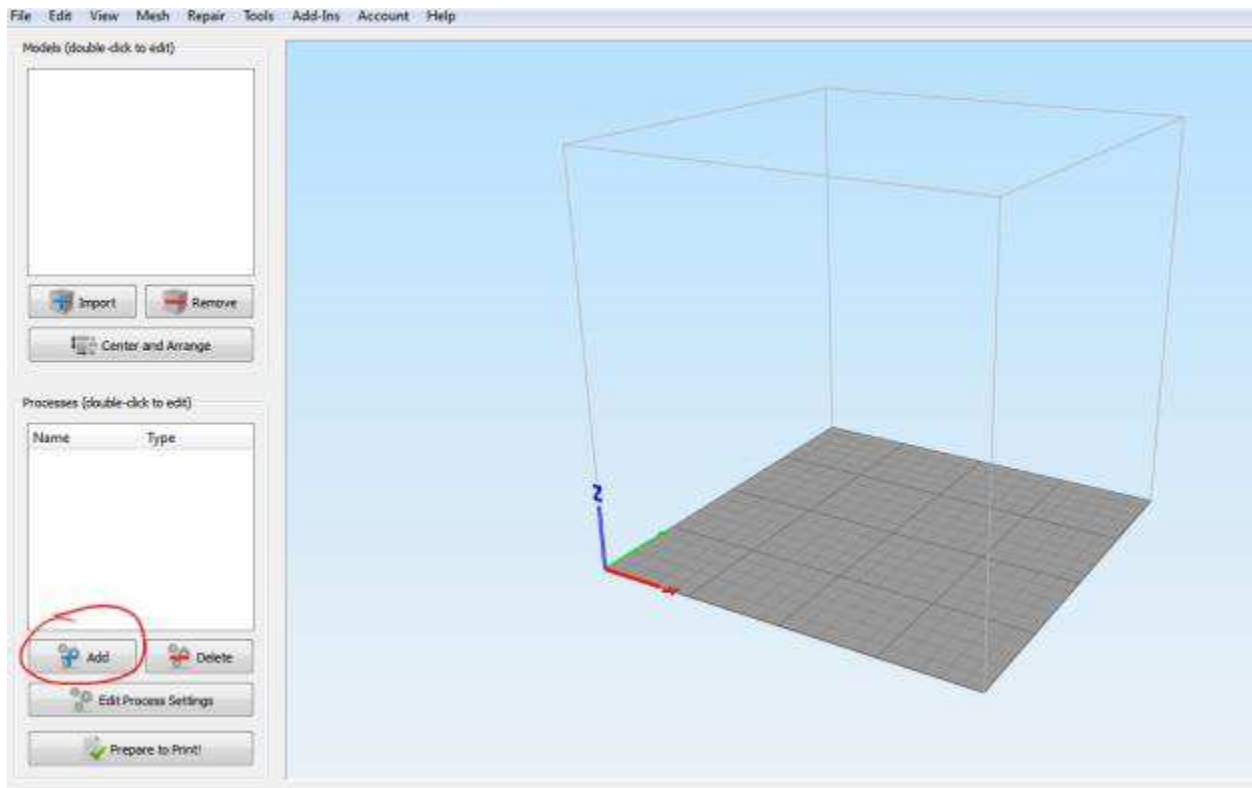 File Edit View Mesh Repair Tools Add-Ins Account Help
Models (double-click to edit)
Import Remove
Center and Arrange
Processes (double-click to edit)
Name Type
Add Delete
Edit Process Settings
Prepare to Print!
Z